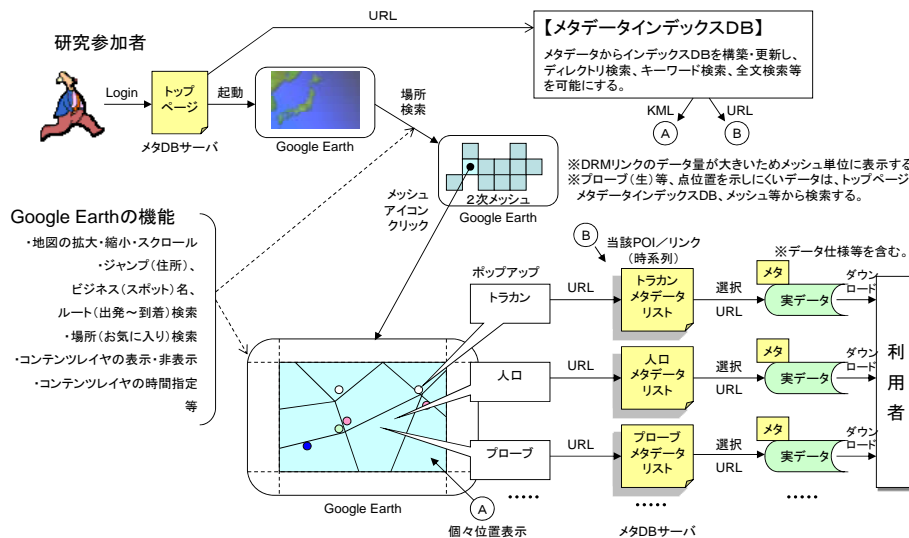 URL
【メタデータインデックスDB】
メタデータからインデックスDBを構築・更新し、
ディレクトリ検索、キーワード検索、全文検索等
を可能にする。
研究参加者
Login
トップ
ページ
メタDBサーバ
起動
Google Earth
場所
検索
KML
URL
A
B
※DRMリンクのデータ量が大きいためメッシュ単位に表示する
※プローブ(生)等、点位置を示しにくいデータは、トップページ
メタデータインデックスDB、メッシュ等から検索する。
2次メッシュ
Google Earth
メッシュ
アイコン
クリック
Google Earthの機能
・地図の拡大・縮小・スクロール
・ジャンプ(住所)、
ビジネス(スポット)名、
ルート(出発~到着)検索
・場所(お気に入り)検索
・コンテンツレイヤの表示・非表示
・コンテンツレイヤの時間指定
等
B
当該POI/リンク
(時系列)
※データ仕様等を含む。
ポップアップ
トラカン
URL
トラカン
メタデータ
リスト
選択
URL
メタ
実データ
ダウン
ロード
人口
URL
人口
メタデータ
リスト
選択
URL
メタ
実データ
ダウン
ロード
プローブ
URL
プローブ
メタデータ
リスト
選択
URL
メタ
実データ
ダウン
ロード
利用者
Google Earth
A
個々位置表示
・・・・・
・・・・・
・・・・・
メタDBサーバ